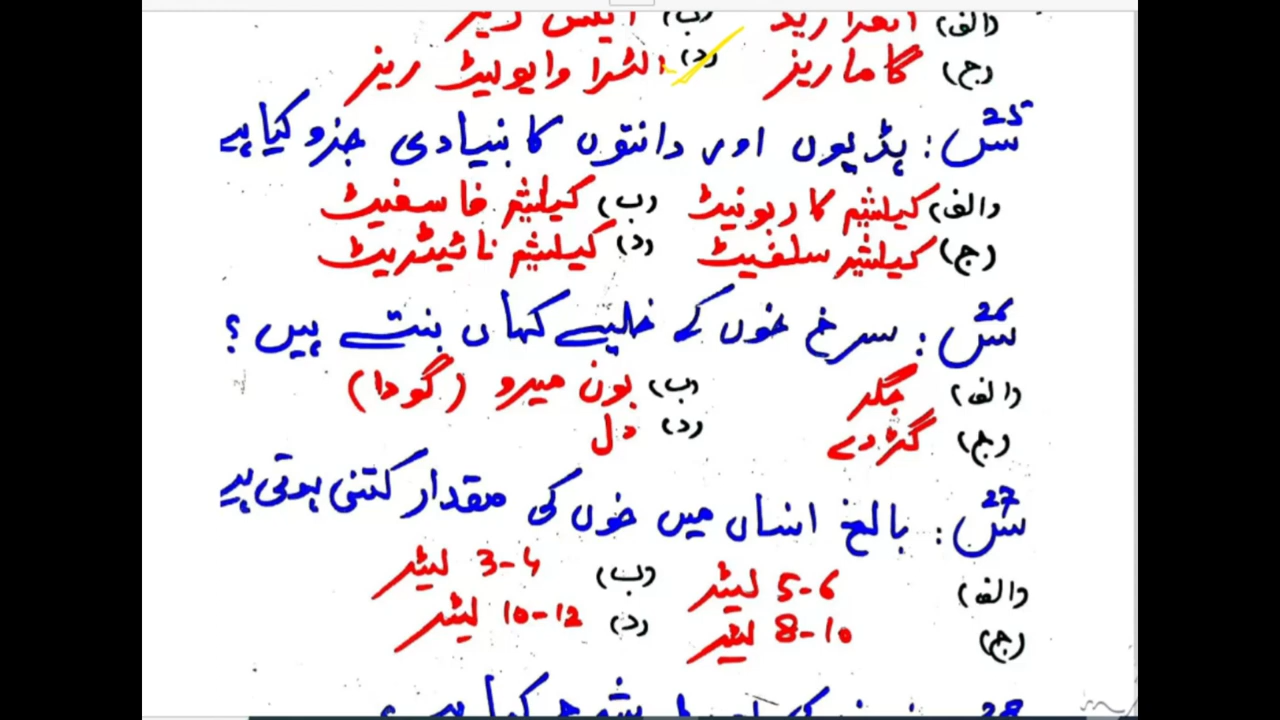 (ج) گاما ریز (د) الٹرا وایولیٹ ریز
س25: ہڈیوں اور دانتوں کا بنیادی جزو کیا ہے
(الف) کیلشیم کاربونیٹ (ب) کیلشیم فاسفیٹ
(ج) کیلشیم سلفیٹ (د) کیلشیم نائیٹریٹ
س26: سرخ خون کے خلیے کہاں بنتے ہیں؟
(الف) جگر (ب) بون میرو (گودا)
(ج) گردے (د) دل
س27: بالغ انسان میں خون کی مقدار کتنی ہوتی ہے
(الف) 5-6 لیٹر (ب) 3-4 لیٹر
(ج) 8-10 لیٹر (د) 10-12 لیٹر